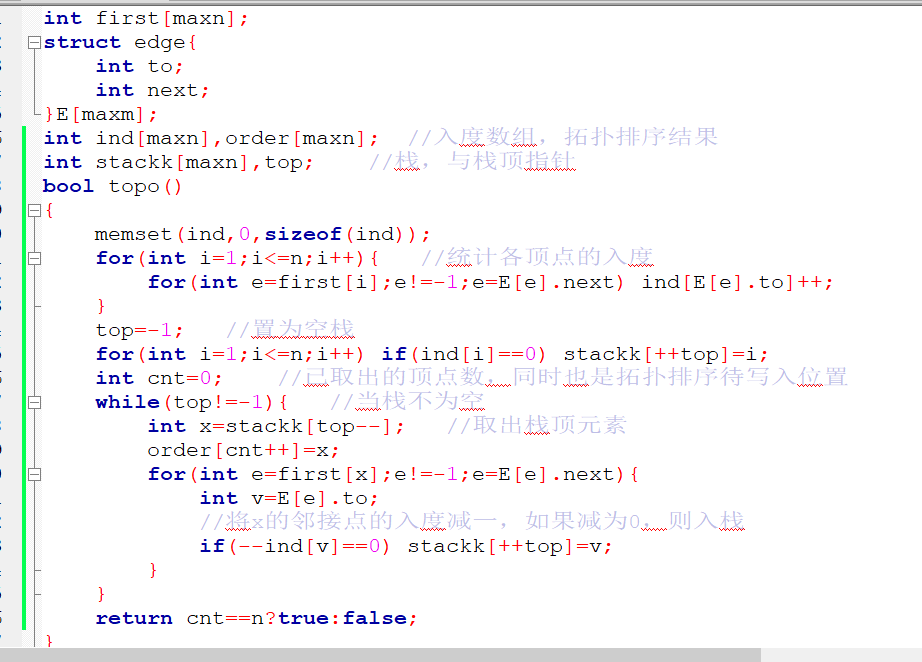 int first[maxn];
struct edge{
    int to;
    int next;
}E[maxm];
int ind[maxn],order[maxn];  //入度数组，拓扑排序结果
int stackk[maxn],top;    //栈，与栈顶指针
bool topo()
{
    memset(ind,0,sizeof(ind));
    for(int i=1;i<=n;i++){   //统计各顶点的入度
        for(int e=first[i];e!=-1;e=E[e].next) ind[E[e].to]++;
    }
    top=-1;   //置为空栈
    for(int i=1;i<=n;i++) if(ind[i]==0) stackk[++top]=i;
    int cnt=0;    //已取出的顶点数，同时也是拓扑排序待写入位置
    while(top!=-1){   //当栈不为空
        int x=stackk[top--];   //取出栈顶元素
        order[cnt++]=x;
        for(int e=first[x];e!=-1;e=E[e].next){
            int v=E[e].to;
            //将x的邻接点的入度减一，如果减为0，则入栈
            if(--ind[v]==0) stackk[++top]=v;
        }
    }
    return cnt==n?true:false;
}